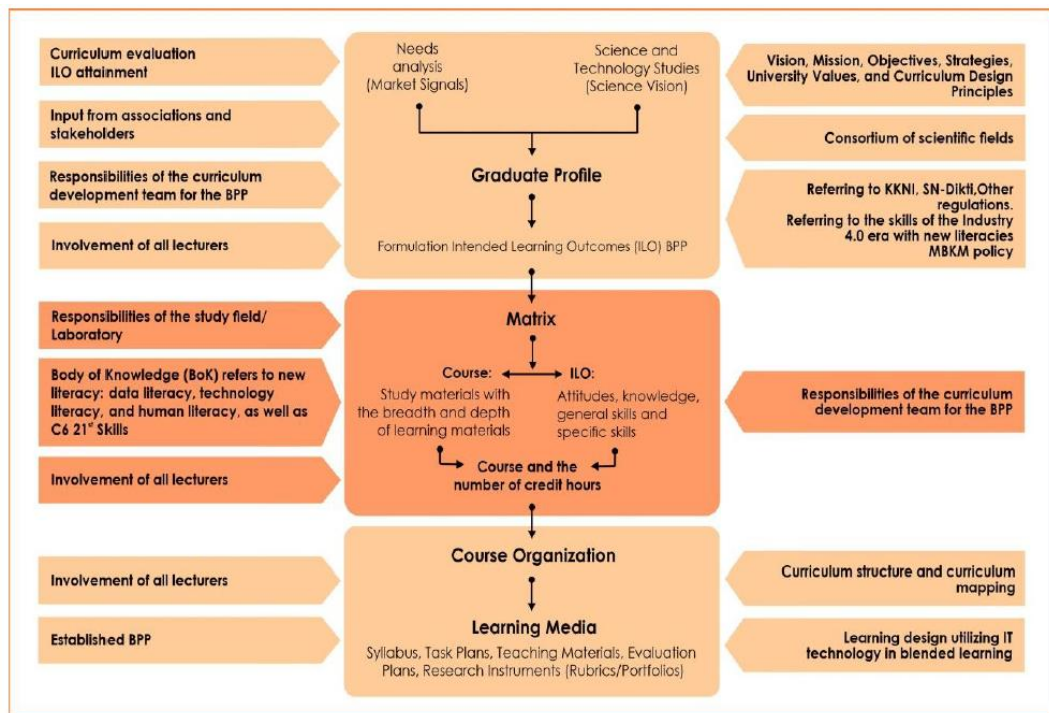 Curriculum evaluation
ILO attainment
Input from associations and
stakeholders
Responsibilities of the curriculum
development team for the BPP
Involvement of all lecturers
Needs
analysis
(Market Signals)
Science and
Technology Studies
(Science Vision)
Graduate Profile
Formulation Intended Learning Outcomes (ILO) BPP
Vision, Mission, Objectives, Strategies,
University Values, and Curriculum Design
Principles
Consortium of scientific fields
Referring to KKNI, SN-Dikti,Other
regulations.
Referring to the skills of the Industry
4.0 era with new literacies
MBKM policy
Responsibilities of the study field/
Laboratory
Body of Knowledge (BoK) refers to new
literacy: data literacy, technology
literacy, and human literacy, as well as
C6 21st Skills
Involvement of all lecturers
Matrix
Course:
Study materials with
the breadth and depth
of learning materials
ILO:
Attitudes, knowledge,
general skills and
specific skills
Course and the
number of credit hours
Responsibilities of the curriculum
development team for the BPP
Involvement of all lecturers
Established BPP
Course Organization
Learning Media
Syllabus, Task Plans, Teaching Materials, Evaluation
Plans, Research Instruments (Rubrics/Portfolios)
Curriculum structure and curriculum
mapping
Learning design utilizing IT
technology in blended learning